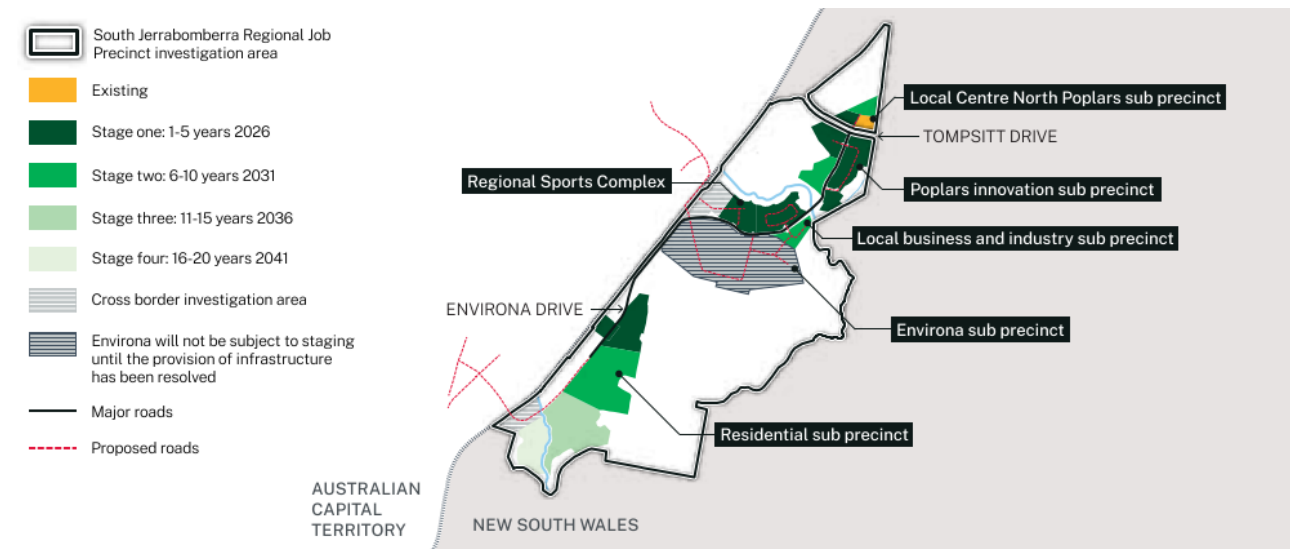 South Jerrabomberra Regional Job
Precinct investigation area
Existing
Stage one: 1-5 years 2026
Stage two: 6-10 years 2031
Stage three: 11-15 years 2036
Stage four: 16-20 years 2041
Cross border investigation area
Environa will not be subject to staging
until the provision of infrastructure
has been resolved
Major roads
Proposed roads
Local Centre North Poplars sub precinct
TOMPSITT DRIVE
Regional Sports Complex
Poplars innovation sub precinct
Local business and industry sub precinct
ENVIRONA DRIVE
Environa sub precinct
Residential sub precinct
AUSTRALIAN
CAPITAL
TERRITORY
NEW SOUTH WALES